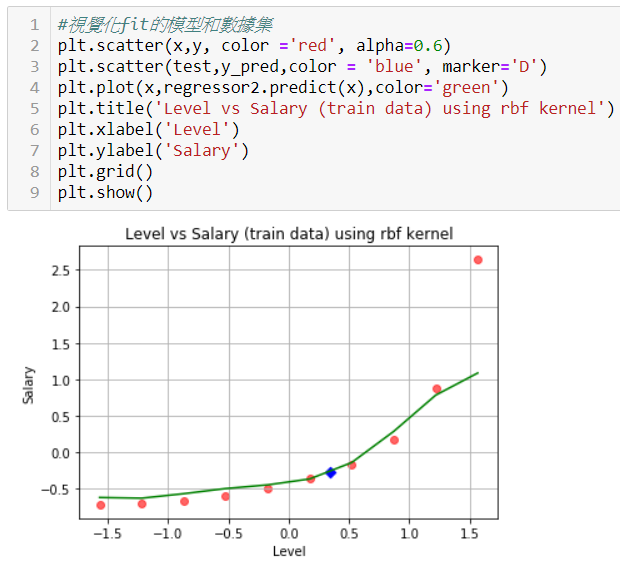 1 #視覺化fit的模型和數據集
2 plt.scatter(x,y, color ='red', alpha=0.6)
3 plt.scatter(test,y_pred,color = 'blue', marker='D')
4 plt.plot(x,regressor2.predict(x),color='green')
5 plt.title('Level vs Salary (train data) using rbf kernel')
6 plt.xlabel('Level')
7 plt.ylabel('Salary')
8 plt.grid()
9 plt.show()
Level vs Salary (train data) using rbf kernel
2.5
2.0
1.5
1.0
0.5
0.0
−0.5
Salary
−1.5 −1.0 −0.5 0.0 0.5 1.0 1.5
Level